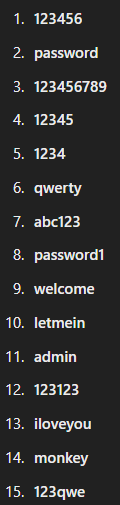 1. 123456
2. password
3. 123456789
4. 12345
5. 1234
6. qwerty
7. abc123
8. password1
9. welcome
10. letmein
11. admin
12. 123123
13. iloveyou
14. monkey
15. 123qwe